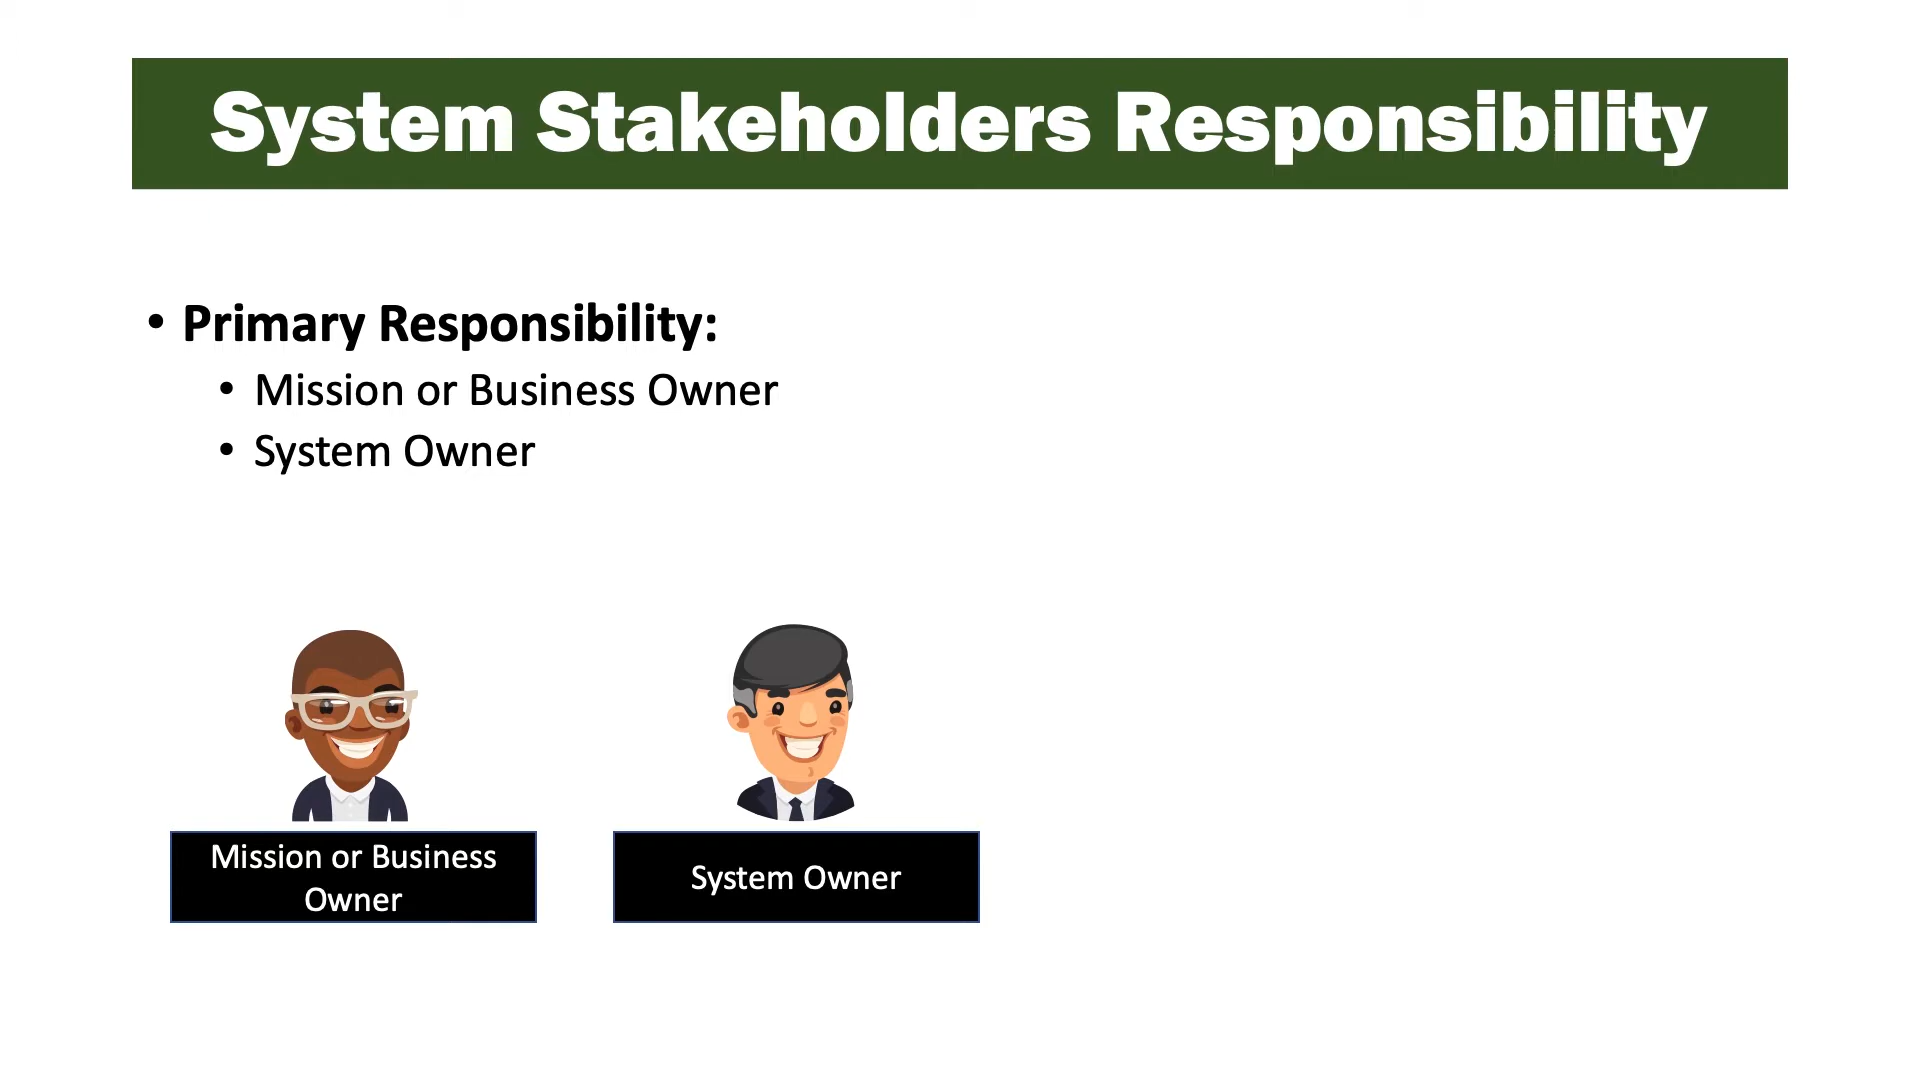 System Stakeholders Responsibility
• Primary Responsibility:
• Mission or Business Owner
• System Owner
Mission or Business
Owner
System Owner